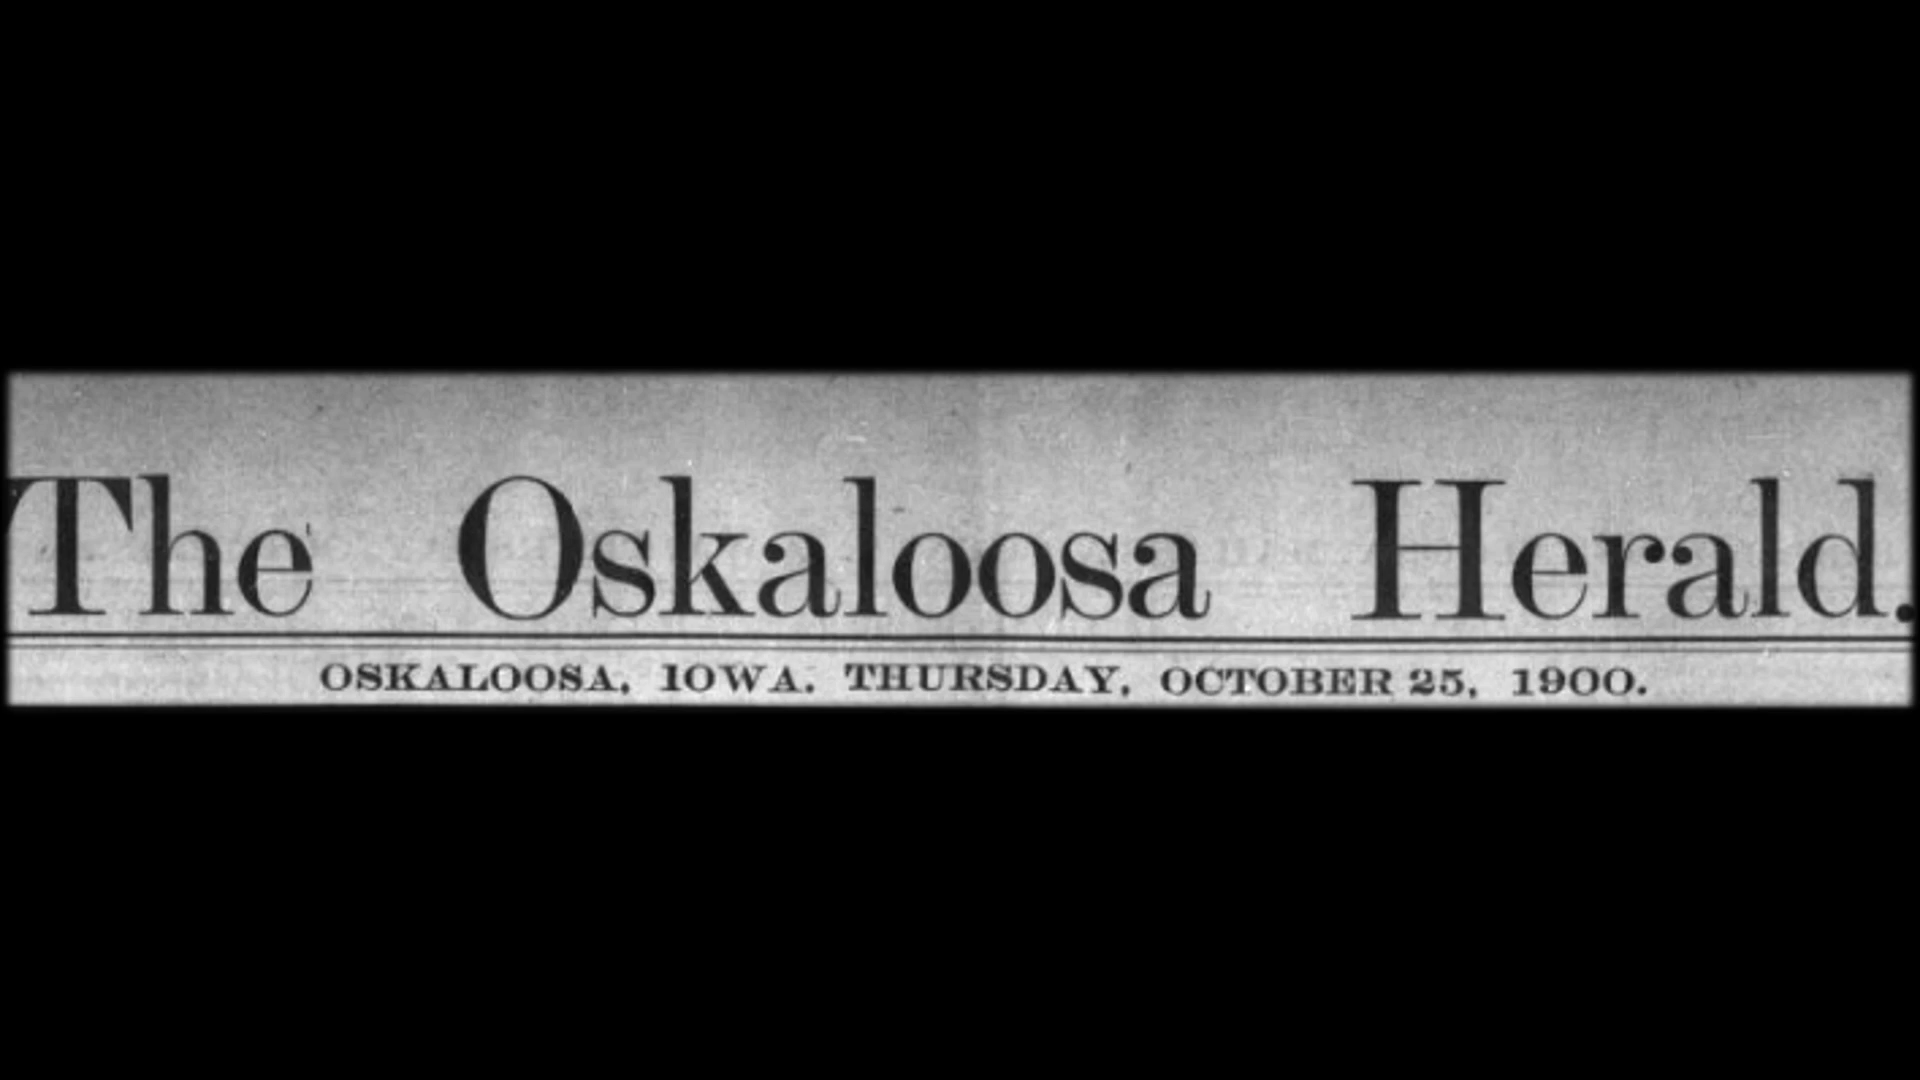 The Oskaloosa Herald.
OSKALOOSA, IOWA, THURSDAY, OCTOBER 25, 1900.